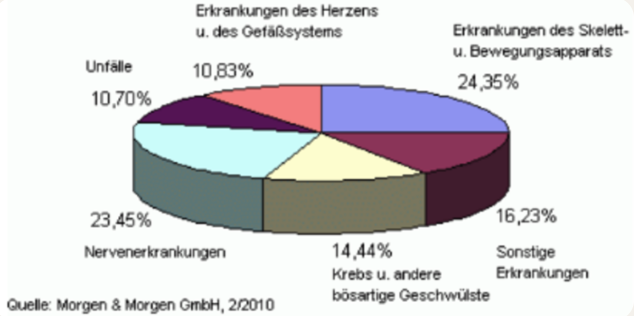 Erkrankungen des Herzens
u. des Gefäßsystems
10,83%
Erkrankungen des Skelett-
u. Bewegungsapparats
24,35%
Unfälle
10,70%
23,45%
Nervenerkrankungen
14,44%
Krebs u. andere
bösartige Geschwülste
16,23%
Sonstige
Erkrankungen
Quelle: Morgen & Morgen GmbH, 2/2010